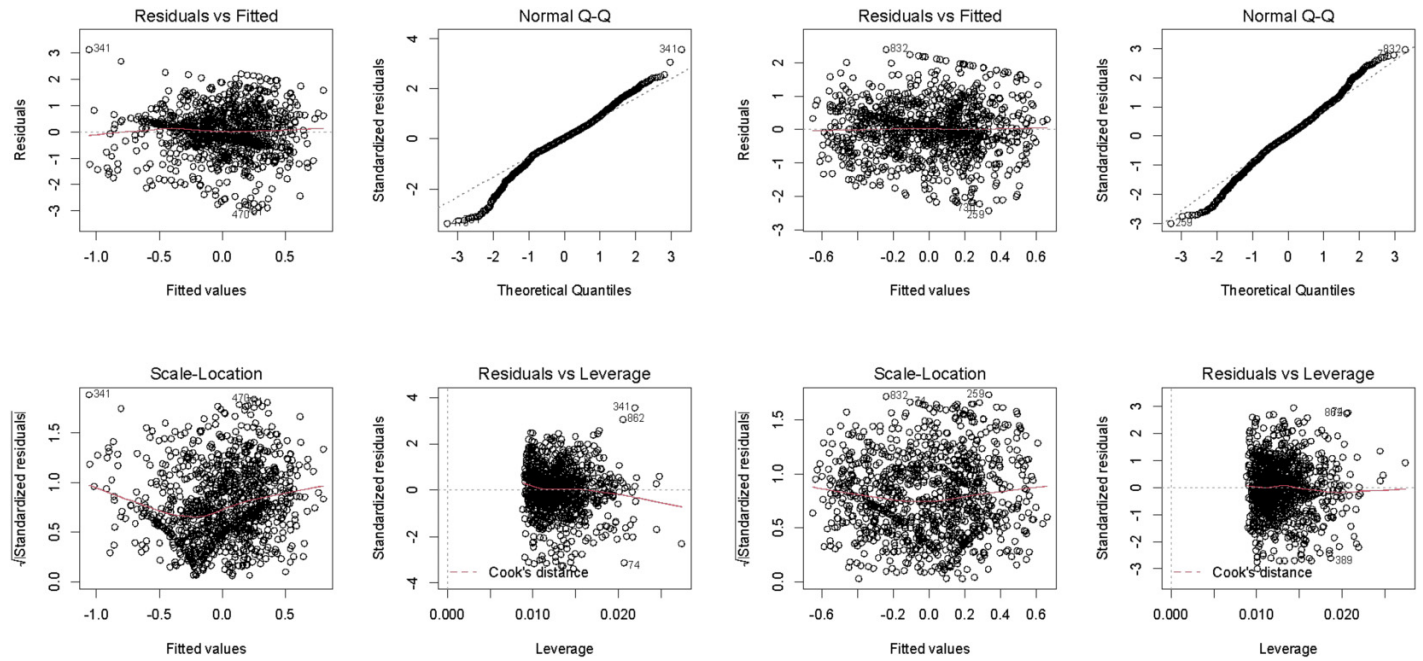 Residuals vs Fitted
Residuals
3
2
1
0
-1
-2
-3
341
470
-1.0 -0.5 0.0 0.5
Fitted values
Normal Q-Q
Standardized residuals
4
2
0
-2
341
-3 -2 -1 0 1 2 3
Theoretical Quantiles
Residuals vs Fitted
Residuals
2
1
0
-1
-2
-3
832
730
259
-0.6 -0.4 -0.2 0.0 0.2 0.4 0.6
Fitted values
Normal Q-Q
Standardized residuals
3
2
1
0
-1
-2
-3
832
259
-3 -2 -1 0 1 2 3
Theoretical Quantiles
Scale-Location
√|Standardized residuals|
1.5
1.0
0.5
0.0
341
470
-1.0 -0.5 0.0 0.5
Fitted values
Residuals vs Leverage
Standardized residuals
4
2
0
-2
-4
341
862
74
Cook's distance
0.000 0.010 0.020
Leverage
Scale-Location
√|Standardized residuals|
1.5
1.0
0.5
0.0
832
259
-0.6 -0.4 -0.2 0.0 0.2 0.4 0.6
Fitted values
Residuals vs Leverage
Standardized residuals
3
2
1
0
-1
-2
-3
389
Cook's distance
0.000 0.010 0.020
Leverage